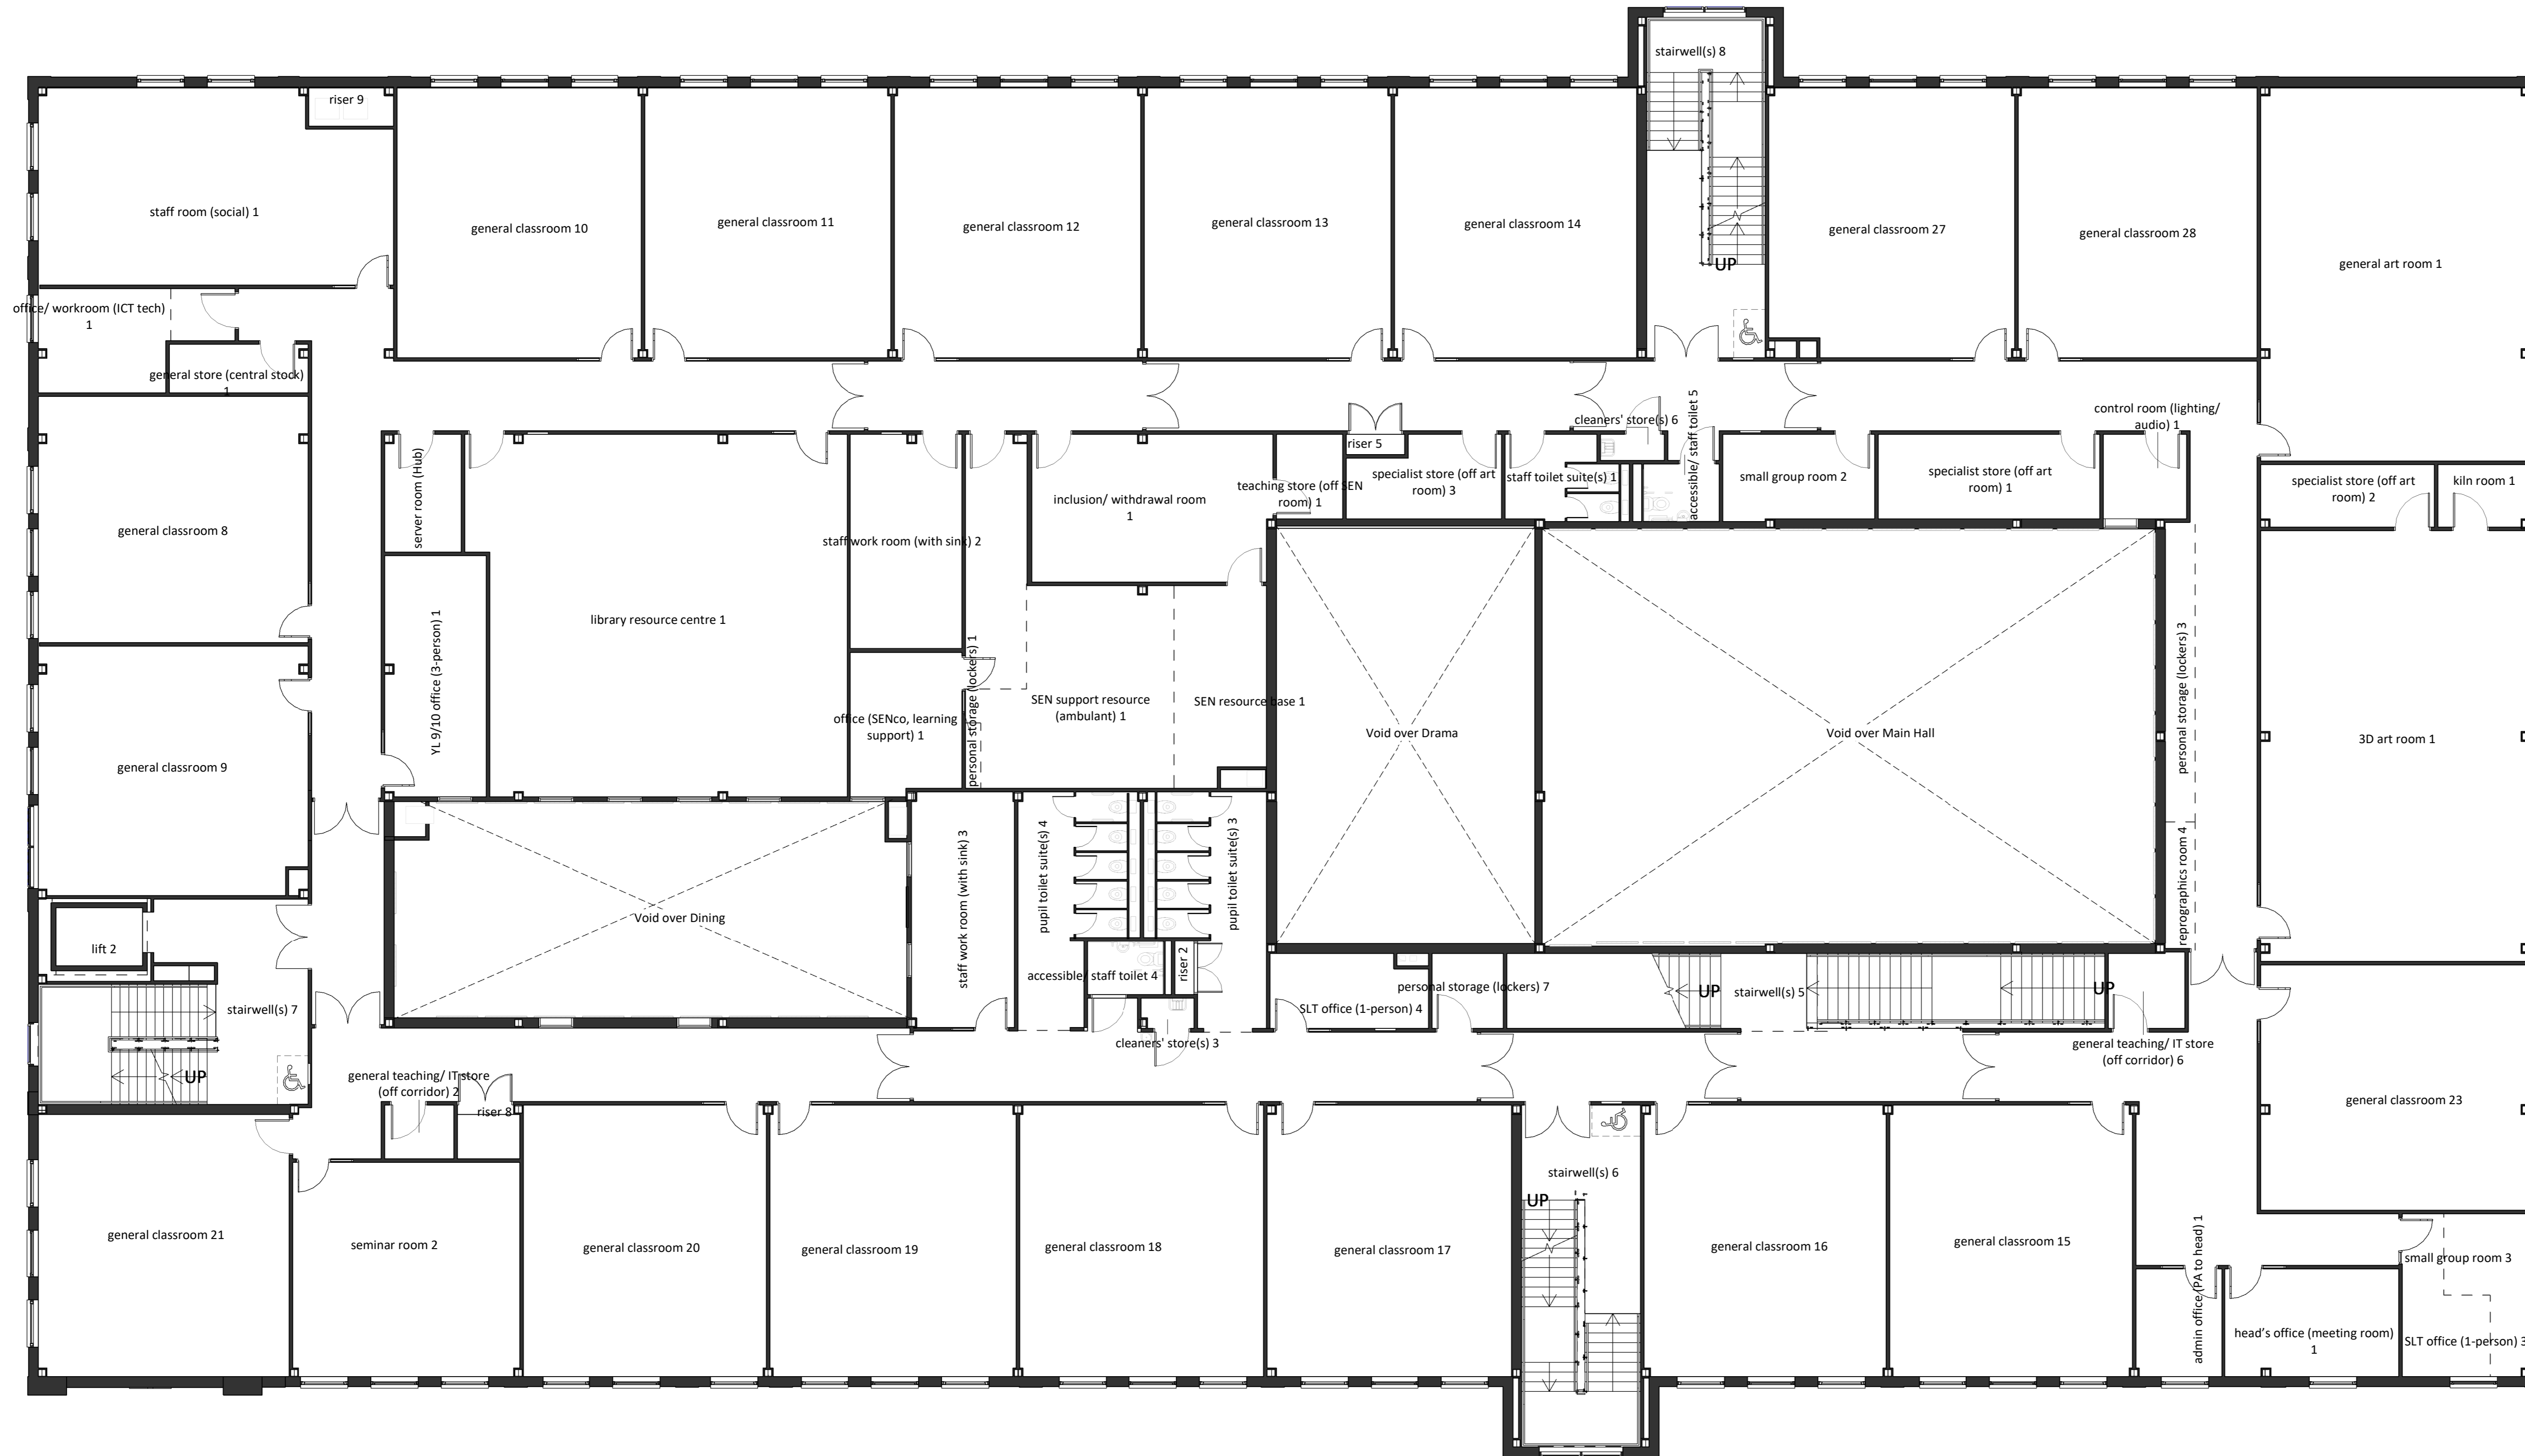 stairwell(s) 8
riser 9
staff room (social) 1
general classroom 10
general classroom 11
general classroom 12
general classroom 13
general classroom 14
UP
general classroom 27
general classroom 28
general art room 1
office/ workroom (ICT tech)
1
general store (central stock)
1
server room (Hub)
riser 5
cleaners' store(s) 6
accessible/ staff toilet 5
control room (lighting/
audio) 1
general classroom 8
staff work room (with sink) 2
inclusion/ withdrawal room
1
teaching store (off SEN
room) 1
specialist store (off art
room) 3
staff toilet suite(s) 1
small group room 2
specialist store (off art
room) 1
specialist store (off art
room) 2
kiln room 1
library resource centre 1
YL 9/10 office (3-person) 1
general classroom 9
office (SENco, learning
support) 1
personal storage (lockers) 1
SEN support resource
(ambulant) 1
SEN resource base 1
Void over Drama
Void over Main Hall
personal storage (lockers) 3
3D art room 1
reprographics room 4
lift 2
Void over Dining
staff work room (with sink) 3
pupil toilet suite(s) 4
pupil toilet suite(s) 3
accessible/ staff toilet 4
riser 2
stairwell(s) 7
UP
SLT office (1-person) 4
personal storage (lockers) 7
UP
stairwell(s) 5
UP
cleaners' store(s) 3
general teaching/ IT store
(off corridor) 6
general teaching/ IT store
(off corridor) 2
riser 8
general classroom 23
general classroom 21
seminar room 2
general classroom 20
general classroom 19
general classroom 18
general classroom 17
stairwell(s) 6
UP
general classroom 16
general classroom 15
admin office (PA to head) 1
head's office (meeting room)
1
small group room 3
SLT office (1-person) 3